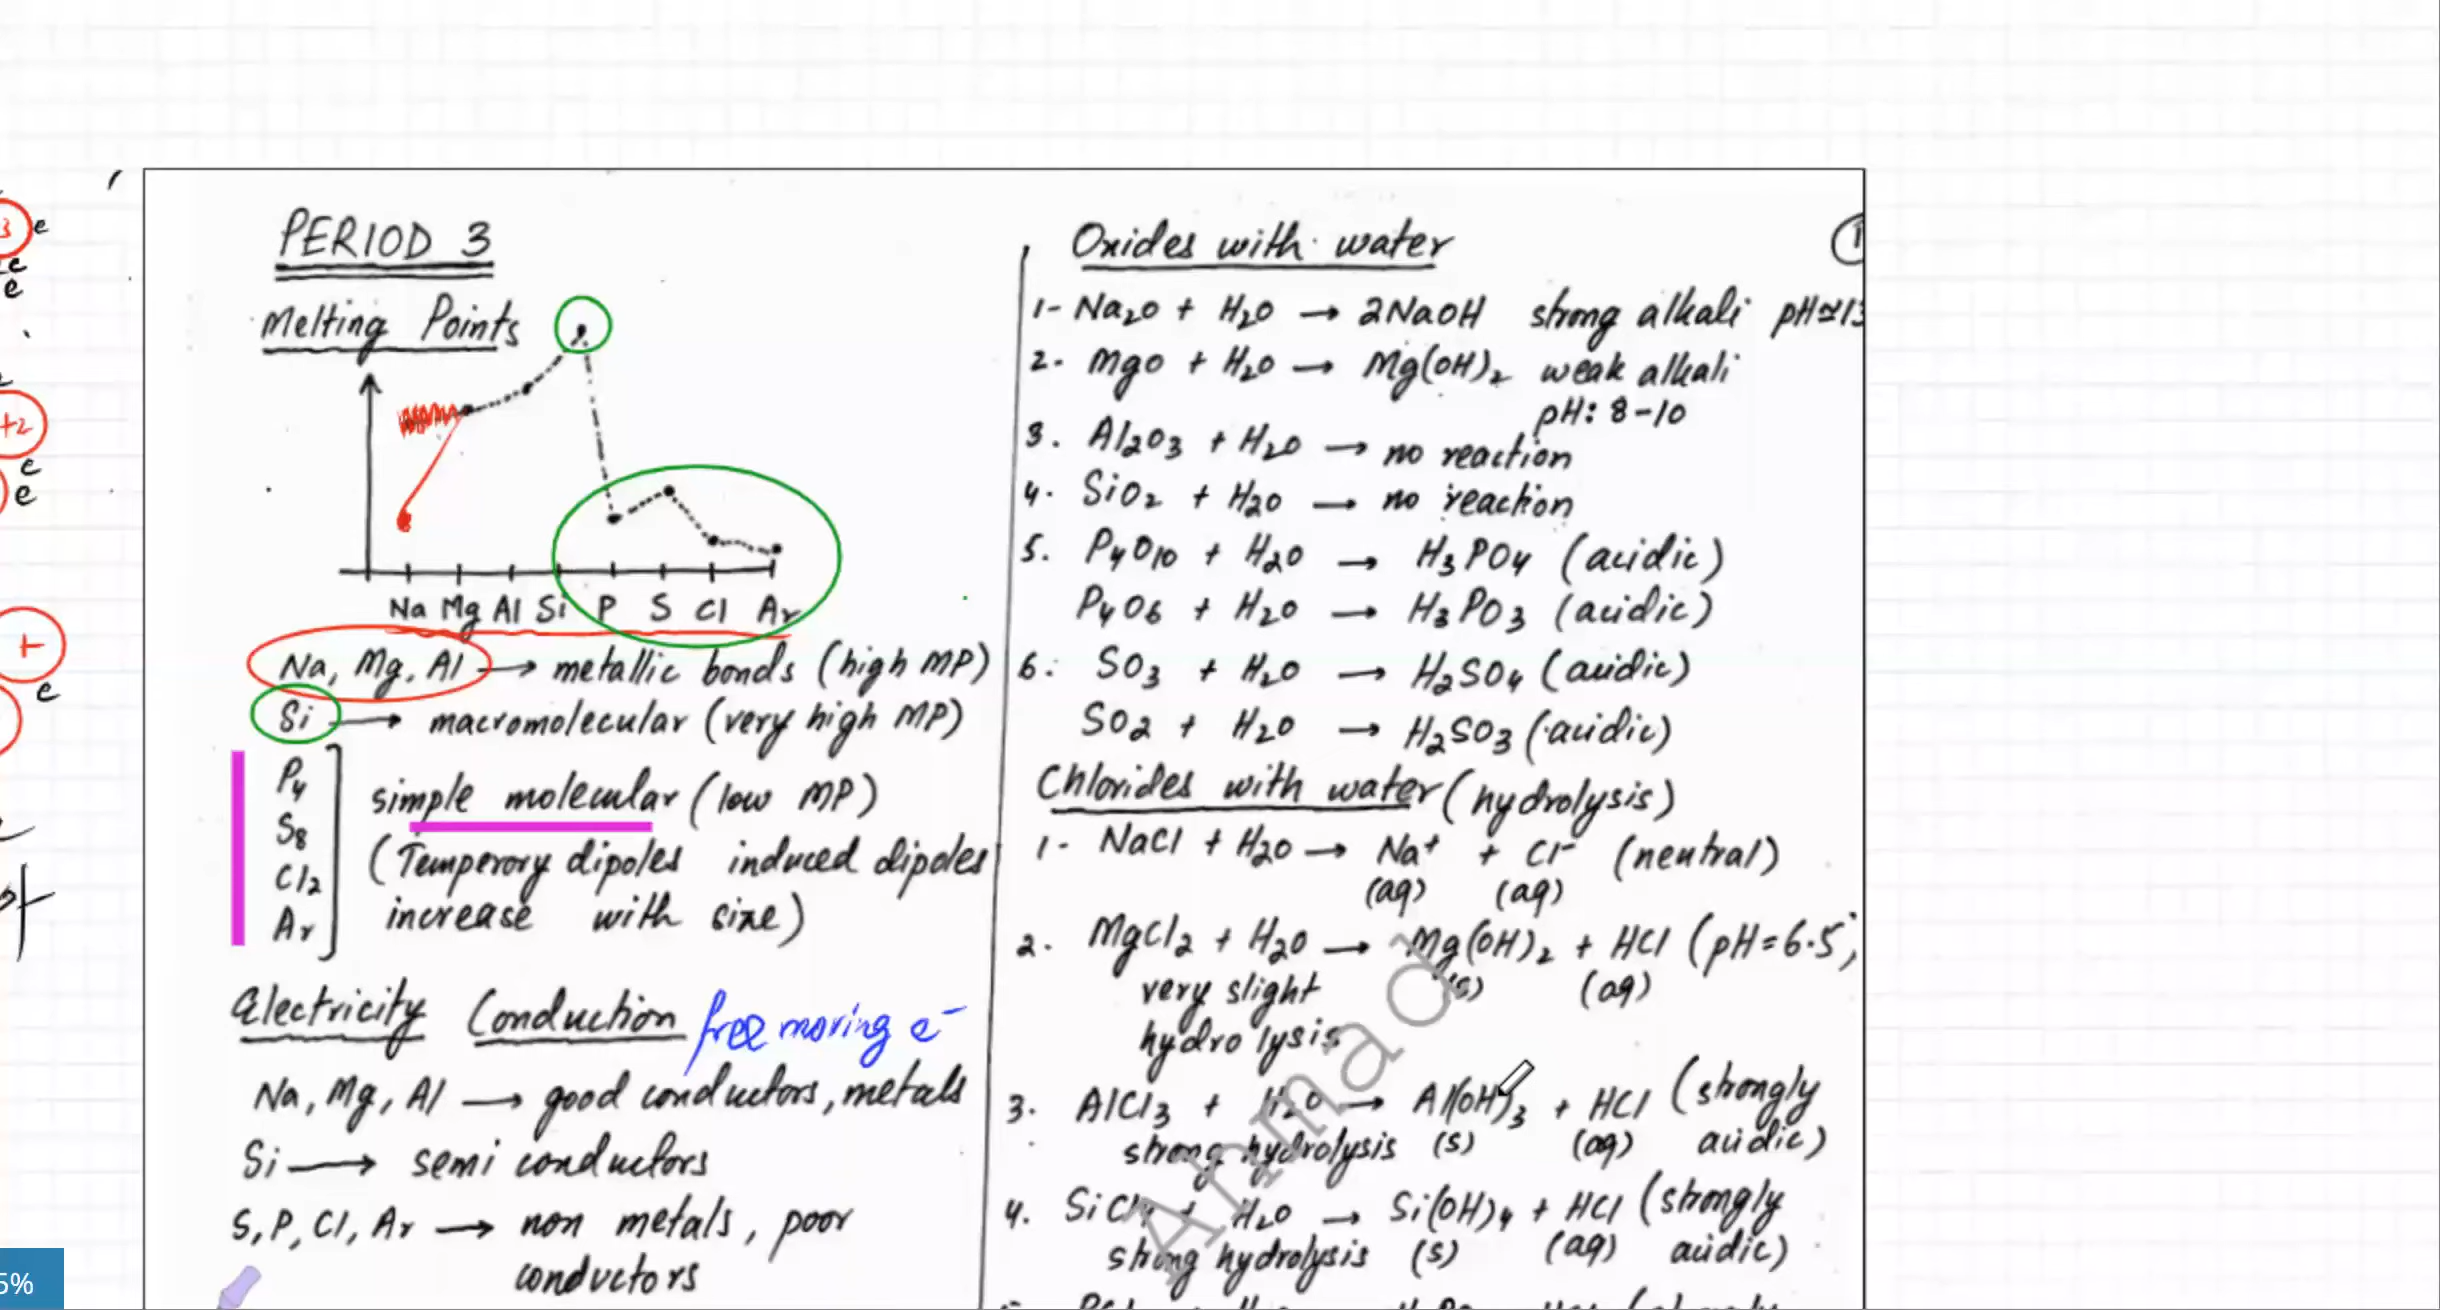 PERIOD 3
Melting Points
Na Mg Al Si P S Cl Ar
Na, Mg, Al → metallic bonds (high MP)
Si → macromolecular (very high MP)
P4
S8
Cl2
Ar
simple molecular (low MP)
(Temperory dipoles induced dipoles
increase with size)
Electricity Conduction free moving e-
Na, Mg, Al → good conductors, metals
Si → semi conductors
S, P, Cl, Ar → non metals, poor
conductors
Oxides with water
1
1- Na2O + H2O → 2NaOH strong alkali pH≃13
2. MgO + H2O → Mg(OH)2 weak alkali
pH: 8-10
3. Al2O3 + H2O → no reaction
4. SiO2 + H2O → no reaction
5. P4O10 + H2O → H3PO4 (acidic)
P4O6 + H2O → H3PO3 (acidic)
6. SO3 + H2O → H2SO4 (acidic)
SO2 + H2O → H2SO3 (acidic)
Chlorides with water (hydrolysis)
1- NaCl + H2O → Na+ + Cl- (neutral)
(aq) (aq)
2. MgCl2 + H2O → Mg(OH)2 + HCl (pH=6.5)
very slight (s) (aq)
hydrolysis
3. AlCl3 + H2O → Al(OH)3 + HCl (strongly
strong hydrolysis (s) (aq) acidic)
4. SiCl4 + H2O → Si(OH)4 + HCl (strongly
strong hydrolysis (s) (aq) acidic)
Ahmad
3 e
e
e
+2
e
e
+
e
5%